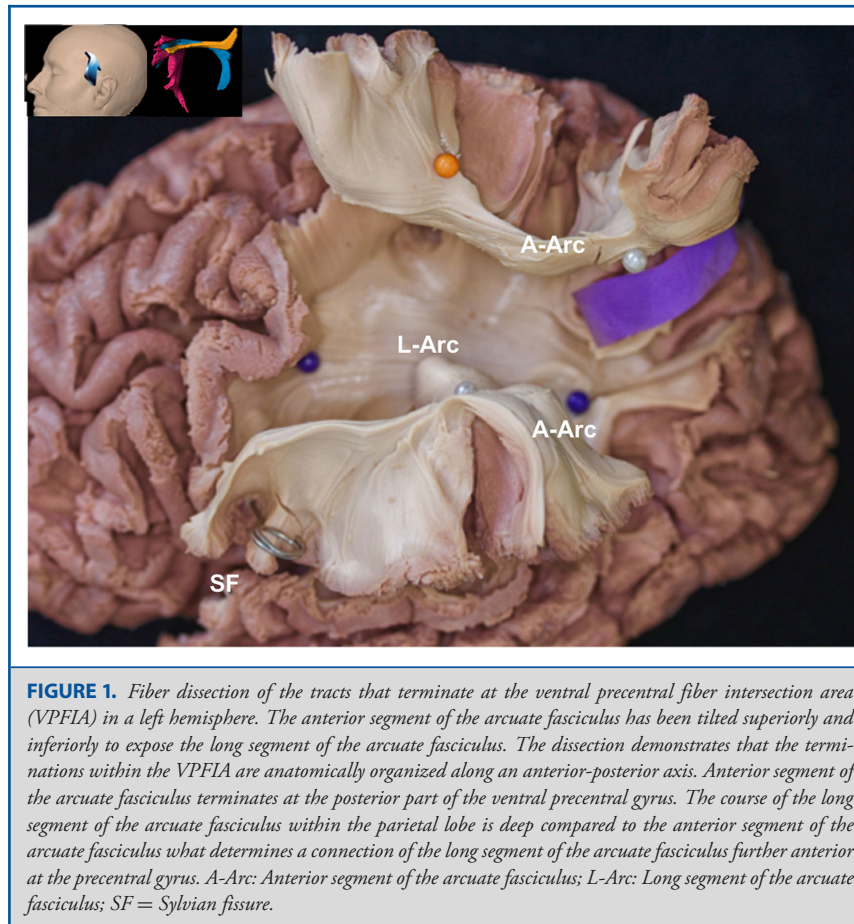 A-Arc
L-Arc
A-Arc
SF
FIGURE 1. Fiber dissection of the tracts that terminate at the ventral precentral fiber intersection area
(VPFIA) in a left hemisphere. The anterior segment of the arcuate fasciculus has been tilted superiorly and
inferiorly to expose the long segment of the arcuate fasciculus. The dissection demonstrates that the termi-
nations within the VPFIA are anatomically organized along an anterior-posterior axis. Anterior segment of
the arcuate fasciculus terminates at the posterior part of the ventral precentral gyrus. The course of the long
segment of the arcuate fasciculus within the parietal lobe is deep compared to the anterior segment of the
arcuate fasciculus what determines a connection of the long segment of the arcuate fasciculus further anterior
at the precentral gyrus. A-Arc: Anterior segment of the arcuate fasciculus; L-Arc: Long segment of the arcuate
fasciculus; SF = Sylvian fissure.